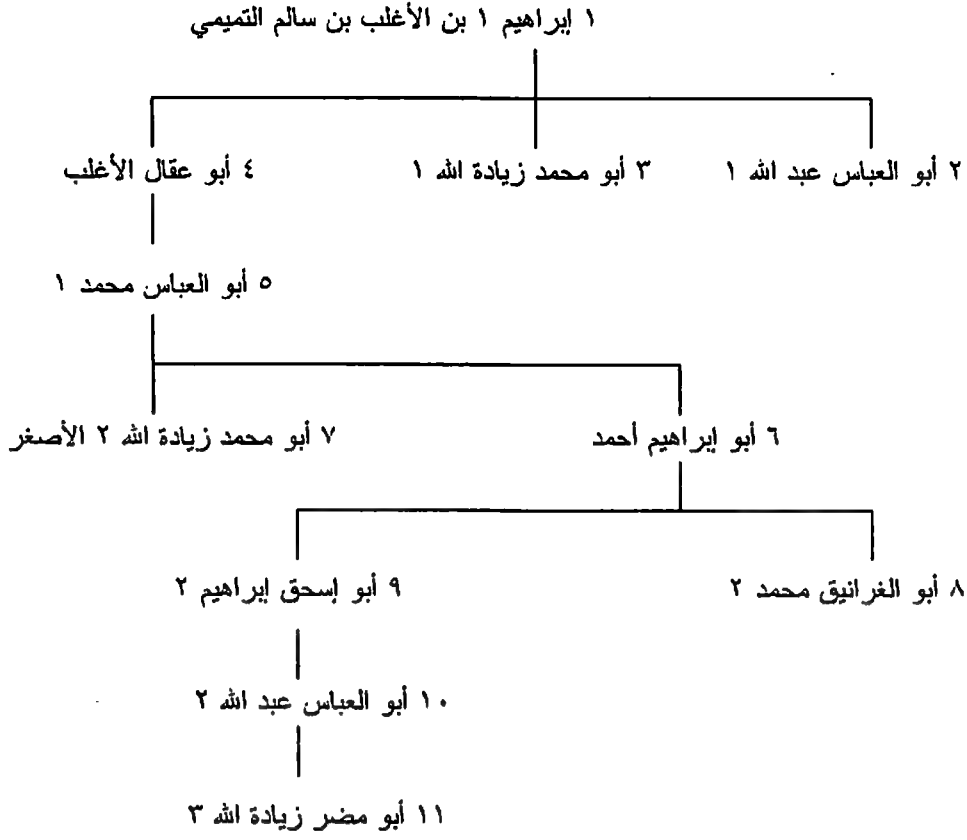 ١ إبراهيم ١ بن الأغلب بن سالم التميمي
٢ أبو العباس عبد الله ١
٣ أبو محمد زيادة الله ١
٤ أبو عقال الأغلب
٥ أبو العباس محمد ١
٦ أبو إبراهيم أحمد
٧ أبو محمد زيادة الله ٢ الأصغر
٨ أبو الغرانيق محمد ٢
٩ أبو إسحق إبراهيم ٢
١٠ أبو العباس عبد الله ٢
١١ أبو مضر زيادة الله ٣